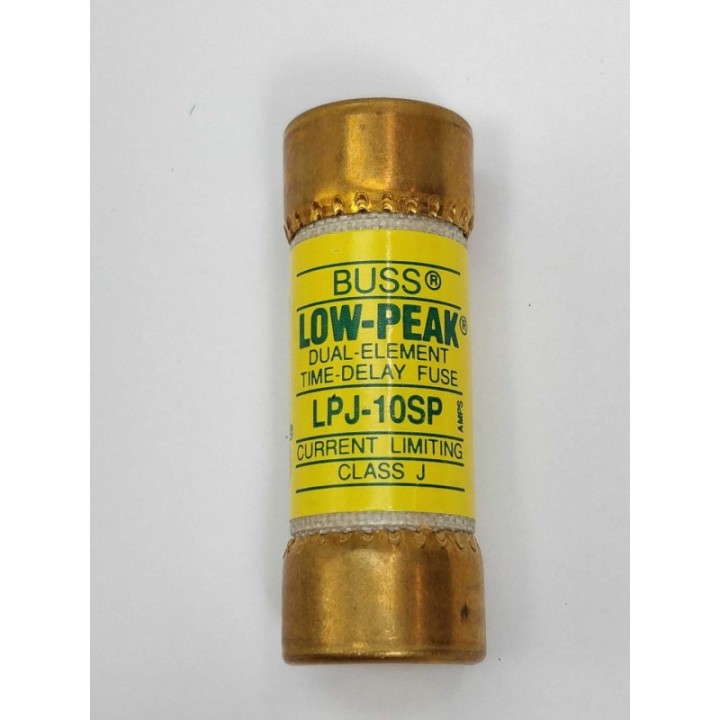 BUSS®
LOW-PEAK®
DUAL-ELEMENT
TIME-DELAY FUSE
LPJ-10SP
AMPS
CURRENT LIMITING
CLASS J